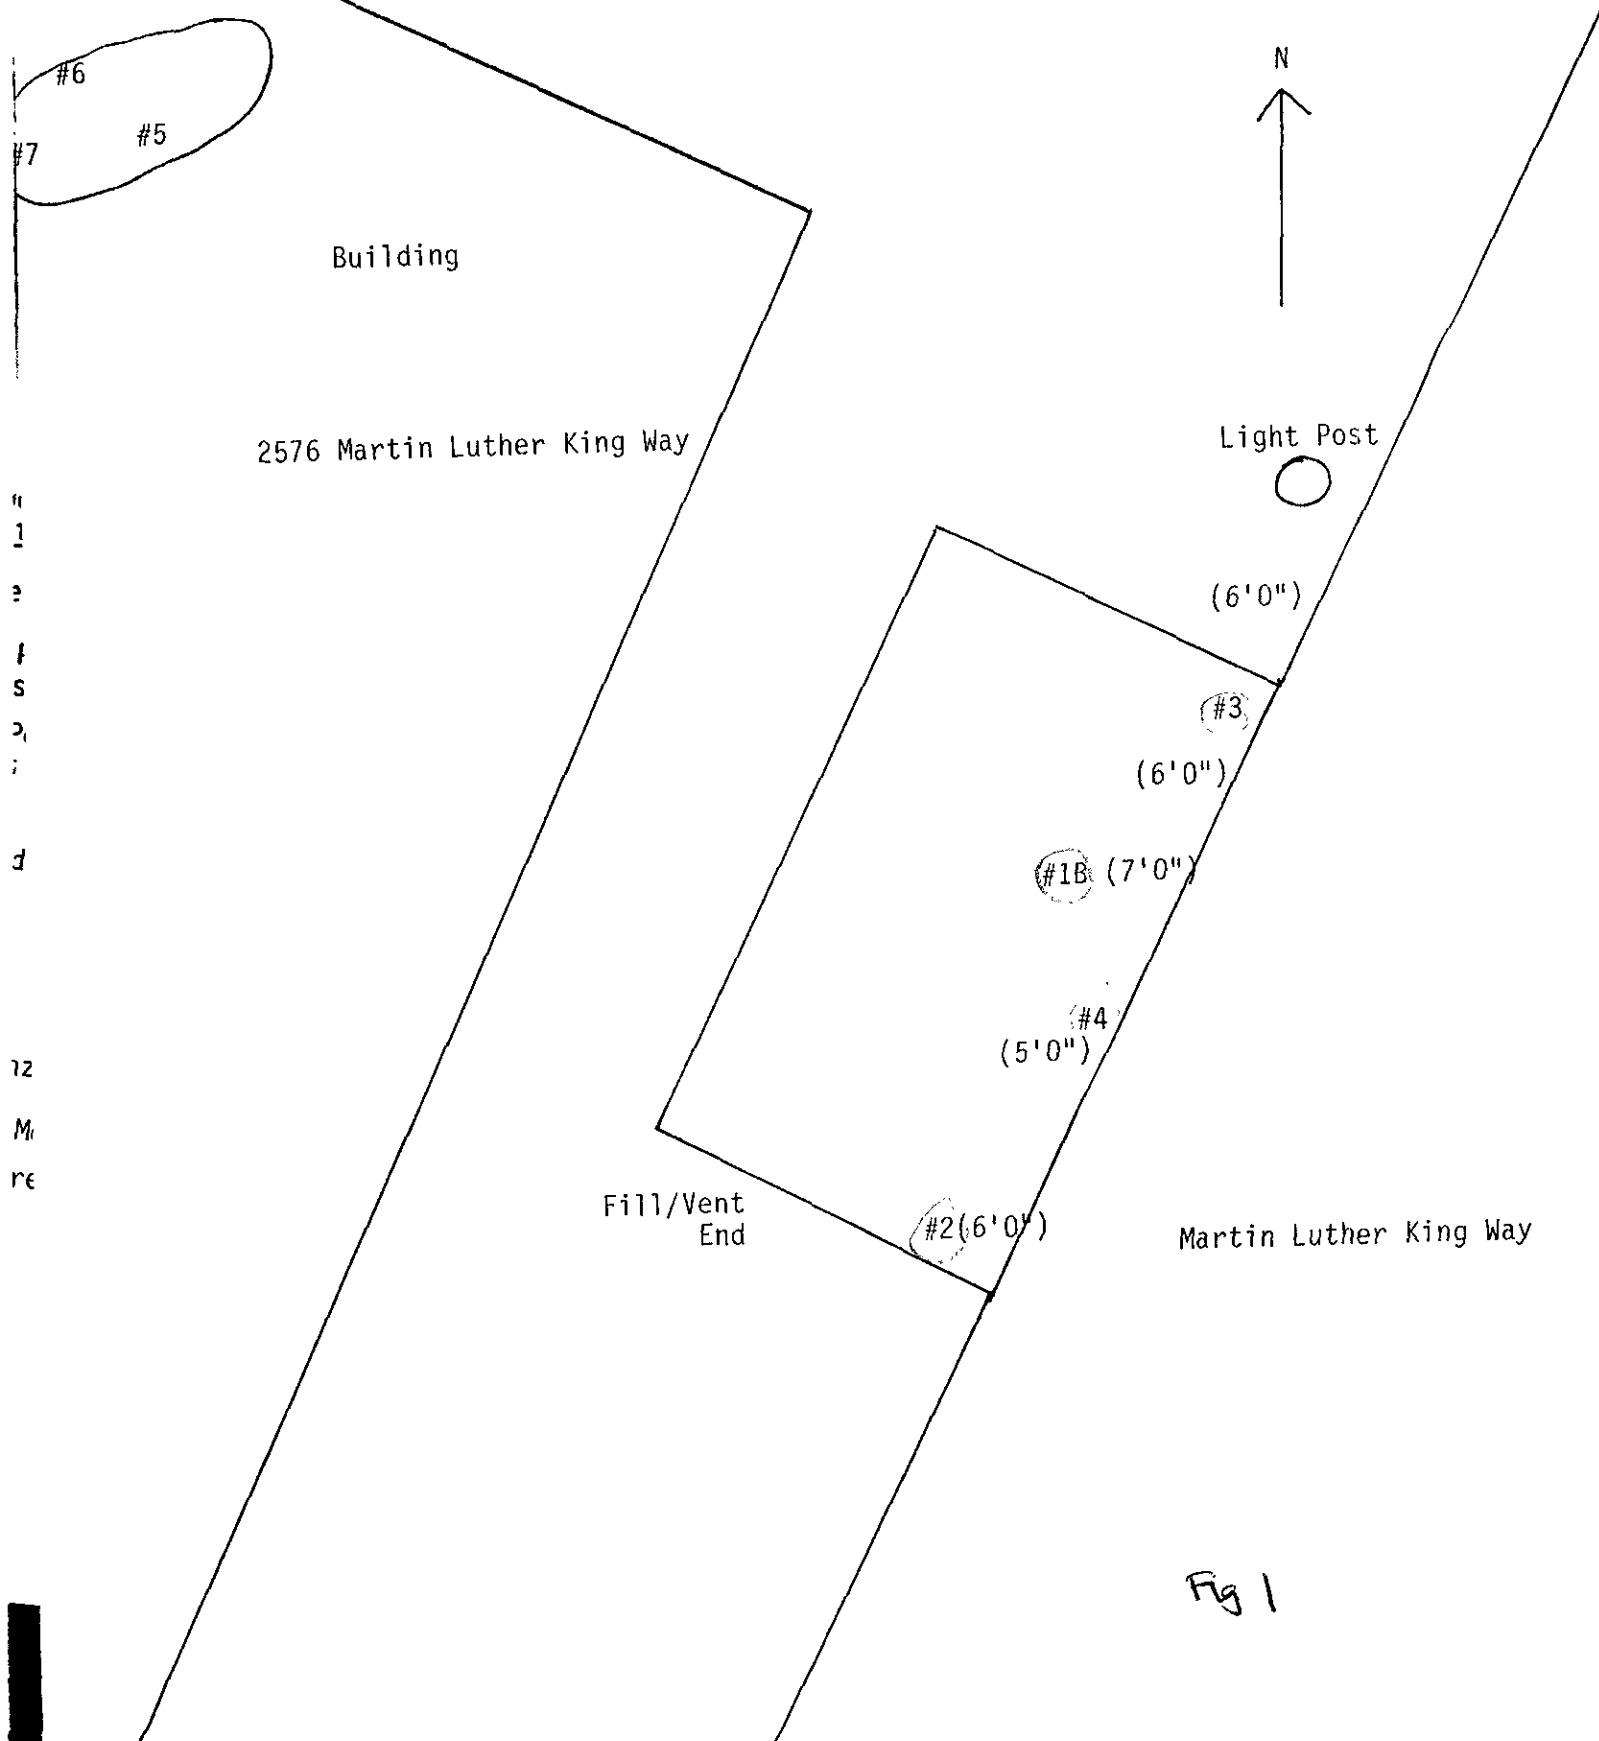 N
#6
#5
#7
Building
2576 Martin Luther King Way
Light Post
(6'0")
#3
(6'0")
#1B (7'0")
#4
(5'0")
Fill/Vent
End
#2(6'0")
Martin Luther King Way
Fig 1